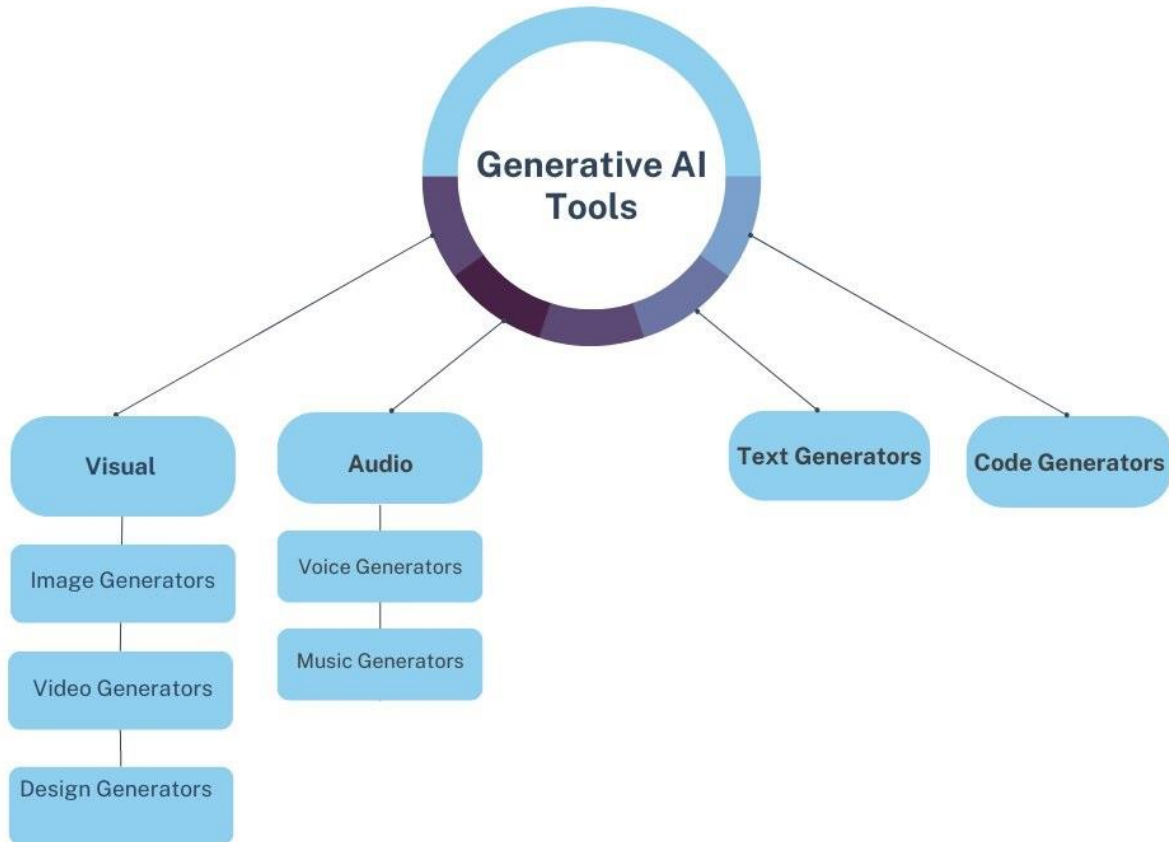 Generative AI
Tools
Visual
Image Generators
Video Generators
Design Generators
Audio
Voice Generators
Music Generators
Text Generators
Code Generators